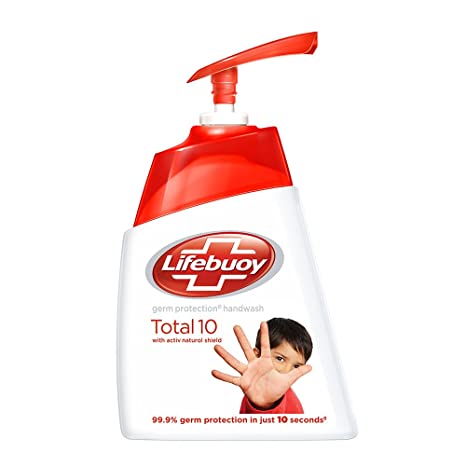 Lifebuoy
germ protection# handwash
Total 10
with activ natural shield
99.9% germ protection in just 10 seconds#